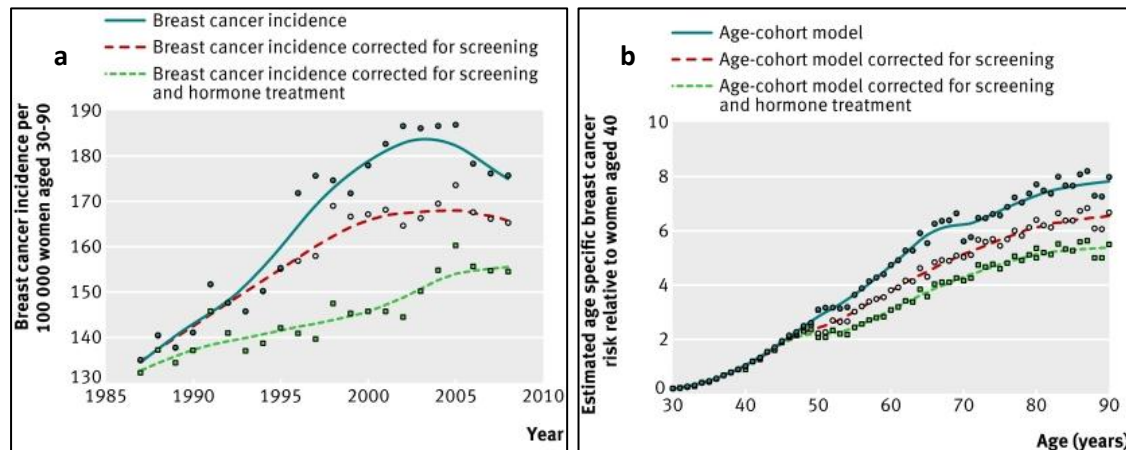 a
Breast cancer incidence
Breast cancer incidence corrected for screening
Breast cancer incidence corrected for screening
and hormone treatment
Breast cancer incidence per
100 000 women aged 30-90
190
180
170
160
150
140
130
1985
1990
1995
2000
2005
2010
Year
b
Age-cohort model
Age-cohort model corrected for screening
Age-cohort model corrected for screening
and hormone treatment
Estimated age specific breast cancer
risk relative to women aged 40
10
8
6
4
2
0
30
40
50
60
70
80
90
Age (years)